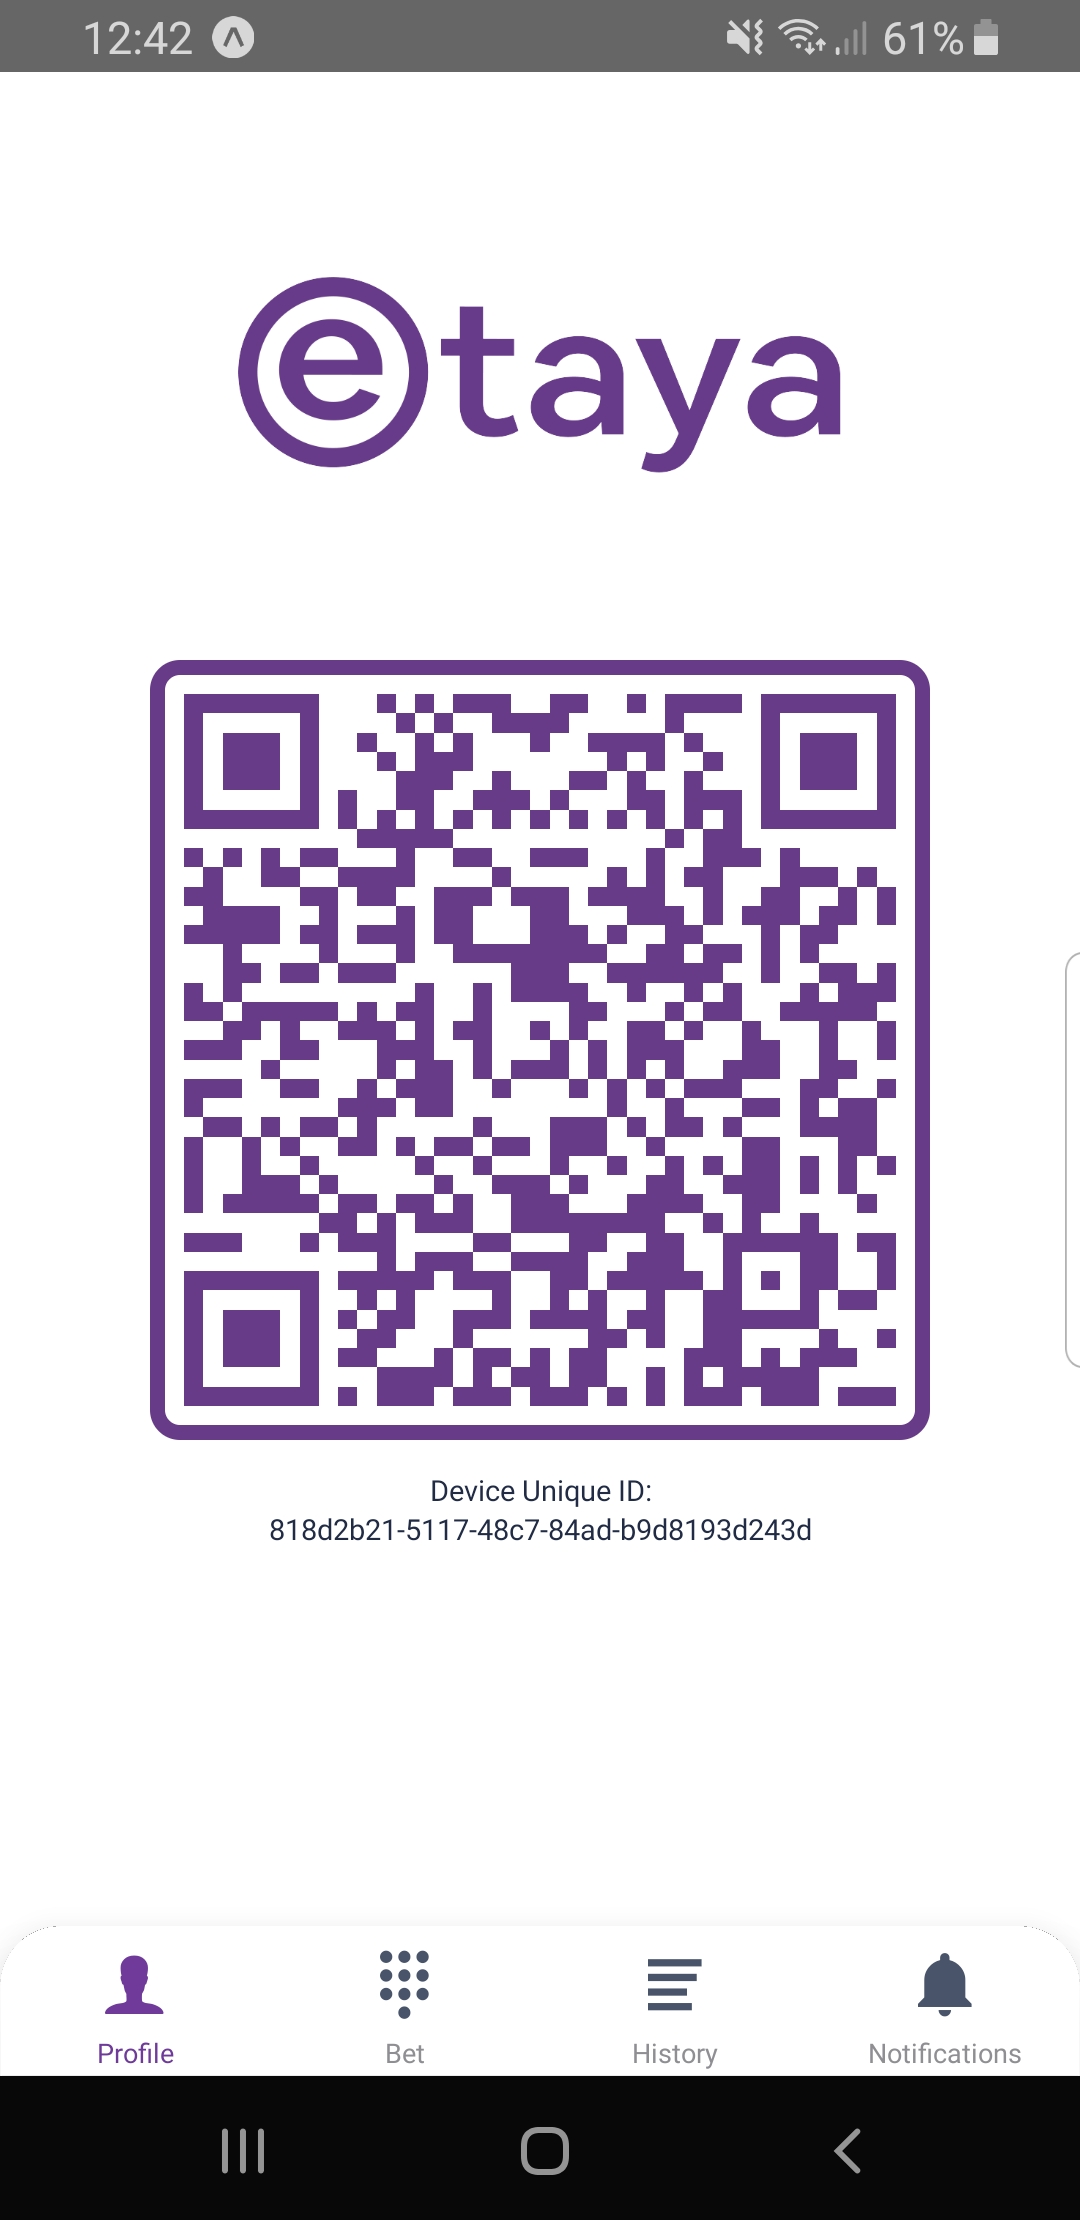 12:42
61%
etaya
Device Unique ID:
818d2b21-5117-48c7-84ad-b9d8193d243d
Profile
Bet
History
Notifications